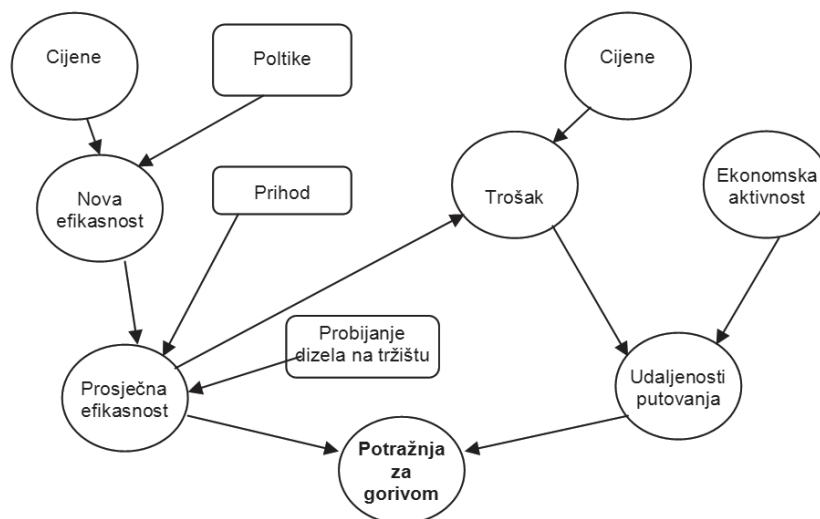 Cijene
Poltike
Cijene
Nova
efikasnost
Prihod
Trošak
Ekonomska
aktivnost
Probijanje
dizela na tržištu
Prosječna
efikasnost
Udaljenosti
putovanja
Potražnja
za
gorivom